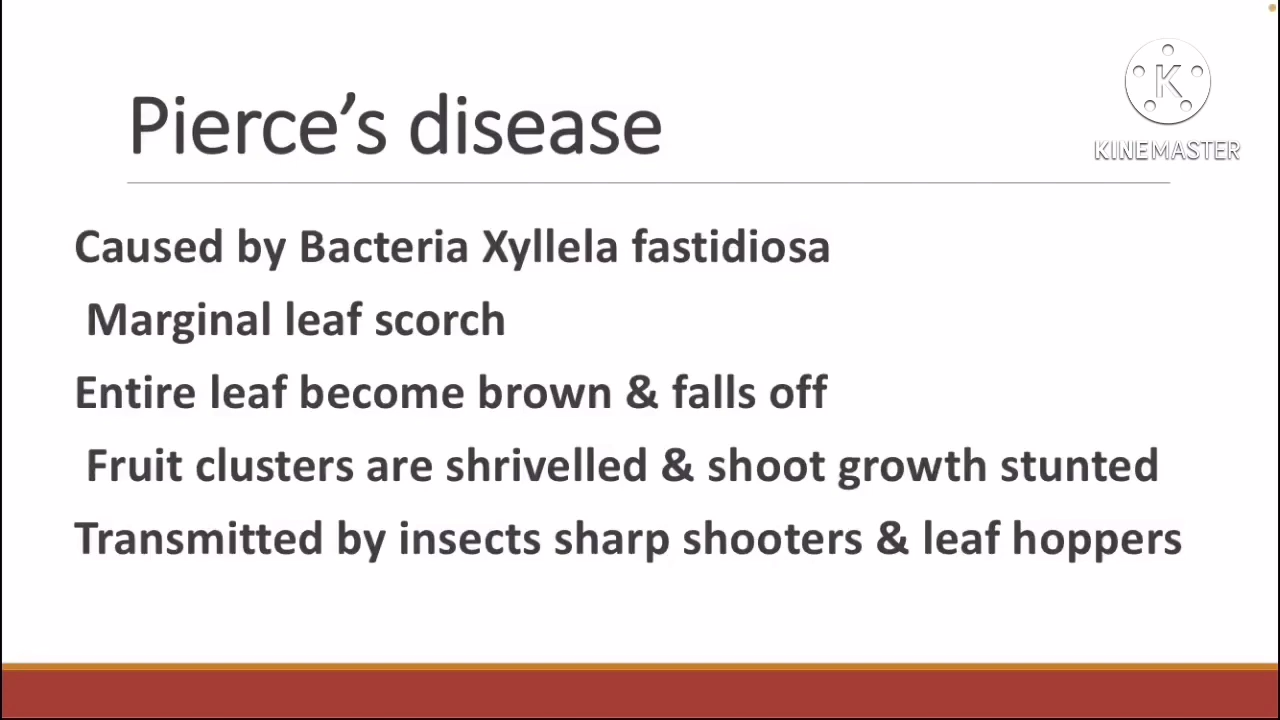 Pierce’s disease
K
KINEMASTER
Caused by Bacteria Xyllela fastidiosa
Marginal leaf scorch
Entire leaf become brown & falls off
Fruit clusters are shrivelled & shoot growth stunted
Transmitted by insects sharp shooters & leaf hoppers